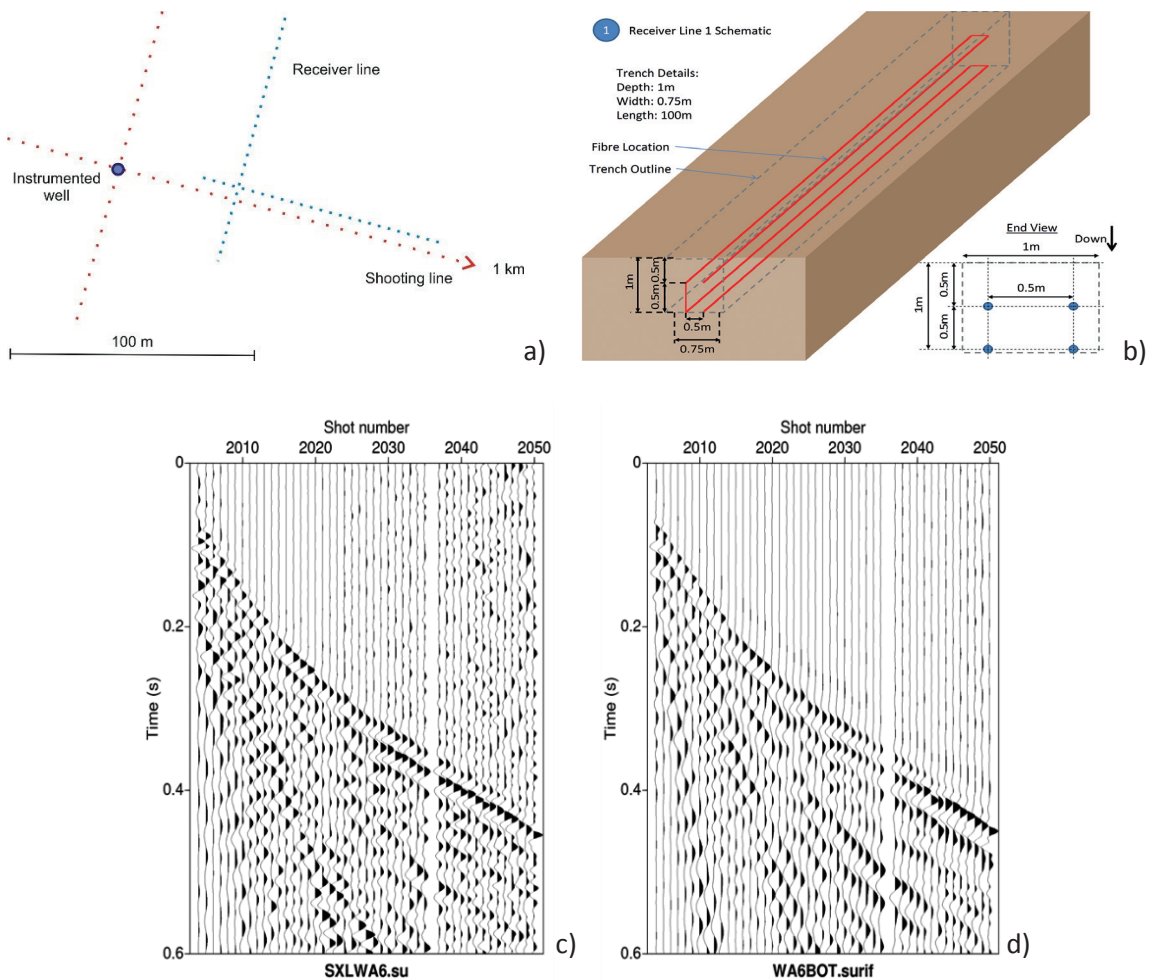 Receiver line
Instrumented
well
Shooting line
1 km
100 m
a)
1
Receiver Line 1 Schematic
Trench Details:
Depth: 1m
Width: 0.75m
Length: 100m
Fibre Location
Trench Outline
1m
0.5m
0.5m
0.5m
0.75m
End View
Down
1m
1m
0.5m
0.5m
0.5m
b)
Shot number
2010 2020 2030 2040 2050
0
0.2
0.4
0.6
Time (s)
SXLWA6.su
c)
Shot number
2010 2020 2030 2040 2050
0
0.2
0.4
0.6
Time (s)
WA6BOT.surif
d)